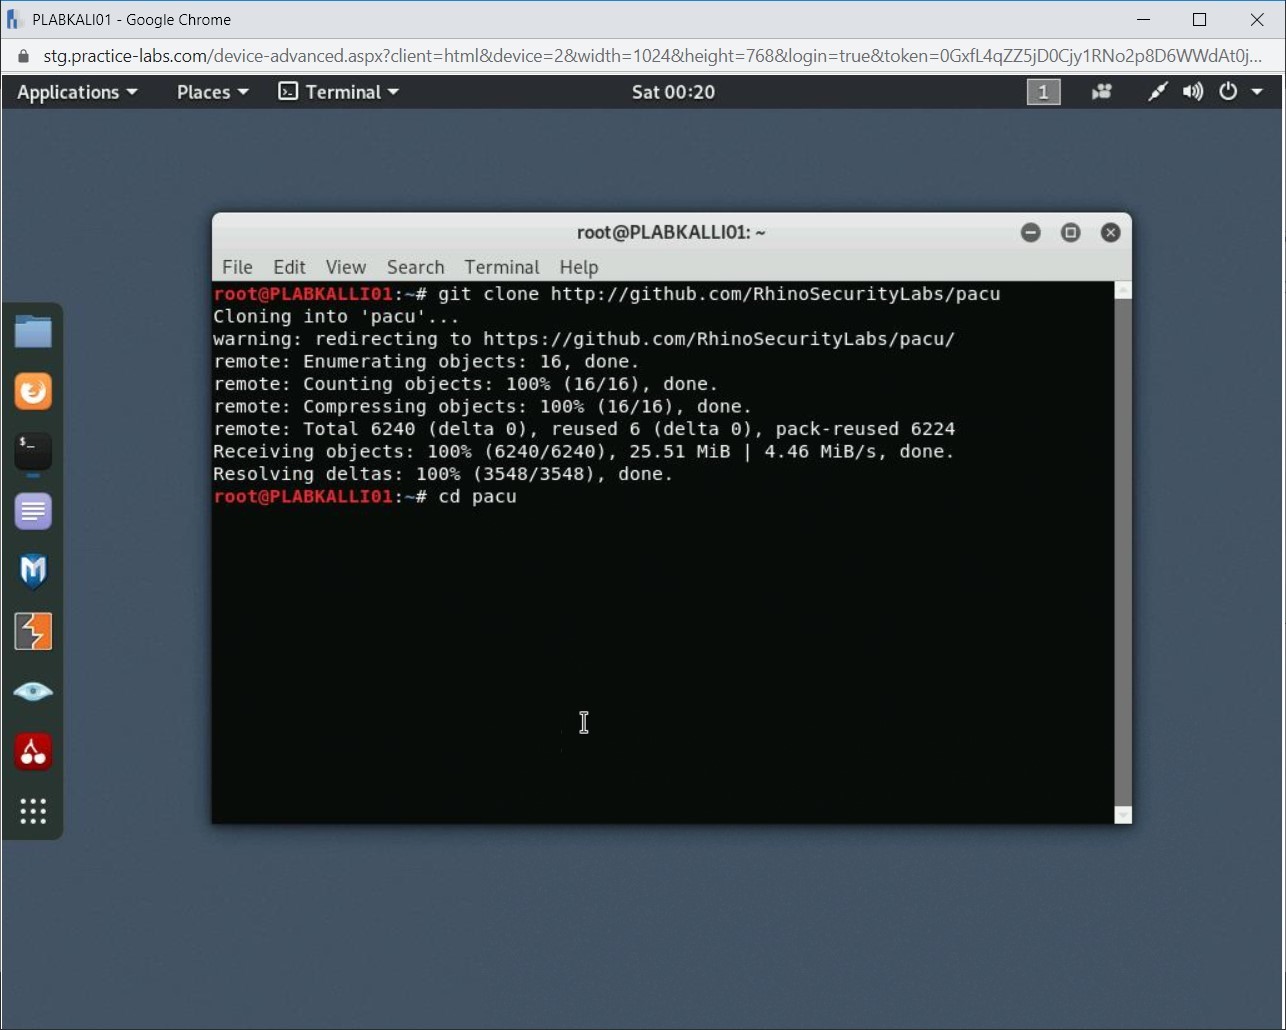 PLABKALI01 - Google Chrome
stg.practice-labs.com/device-advanced.aspx?client=html&device=2&width=1024&height=768&login=true&token=0GxfL4qZZ5jD0Cjy1RNo2p8D6WWdAt0j...
Applications Places Terminal Sat 00:20 1
root@PLABKALLI01: ~
File Edit View Search Terminal Help
root@PLABKALLI01:~# git clone http://github.com/RhinoSecurityLabs/pacu
Cloning into 'pacu'...
warning: redirecting to https://github.com/RhinoSecurityLabs/pacu/
remote: Enumerating objects: 16, done.
remote: Counting objects: 100% (16/16), done.
remote: Compressing objects: 100% (16/16), done.
remote: Total 6240 (delta 0), reused 6 (delta 0), pack-reused 6224
Receiving objects: 100% (6240/6240), 25.51 MiB | 4.46 MiB/s, done.
Resolving deltas: 100% (3548/3548), done.
root@PLABKALLI01:~# cd pacu
$_